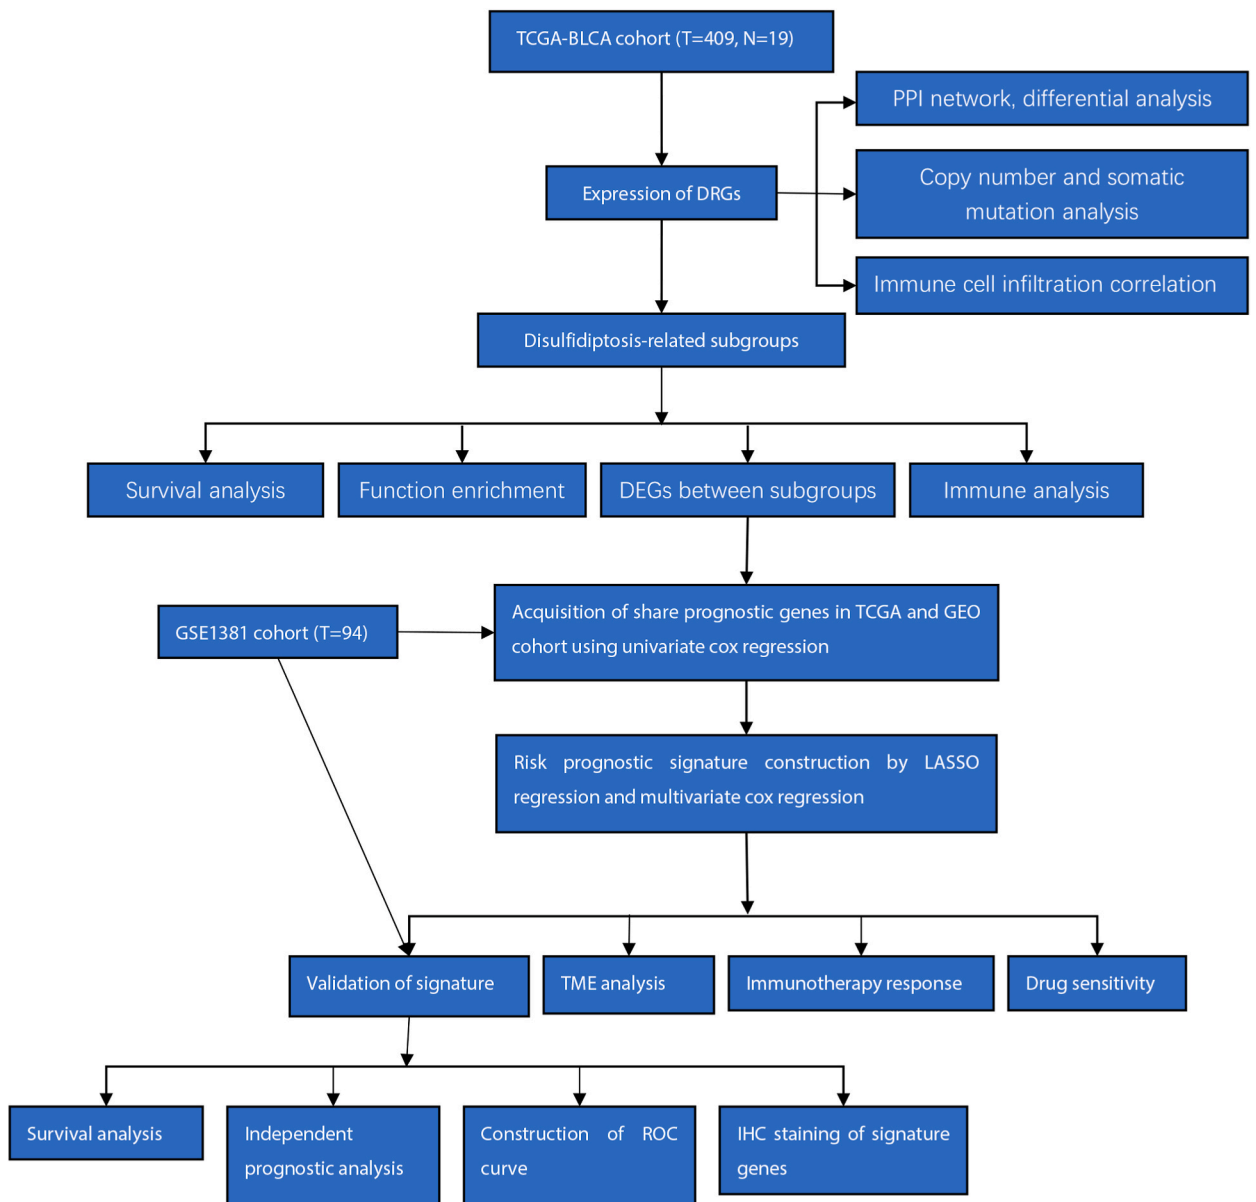 TCGA-BLCA cohort (T=409, N=19)
PPI network, differential analysis
Expression of DRGs
Copy number and somatic
mutation analysis
Immune cell infiltration correlation
Disulfidiptosis-related subgroups
Survival analysis
Function enrichment
DEGs between subgroups
Immune analysis
GSE1381 cohort (T=94)
Acquisition of share prognostic genes in TCGA and GEO
cohort using univariate cox regression
Risk prognostic signature construction by LASSO
regression and multivariate cox regression
Validation of signature
TME analysis
Immunotherapy response
Drug sensitivity
Survival analysis
Independent
prognostic analysis
Construction of ROC
curve
IHC staining of signature
genes